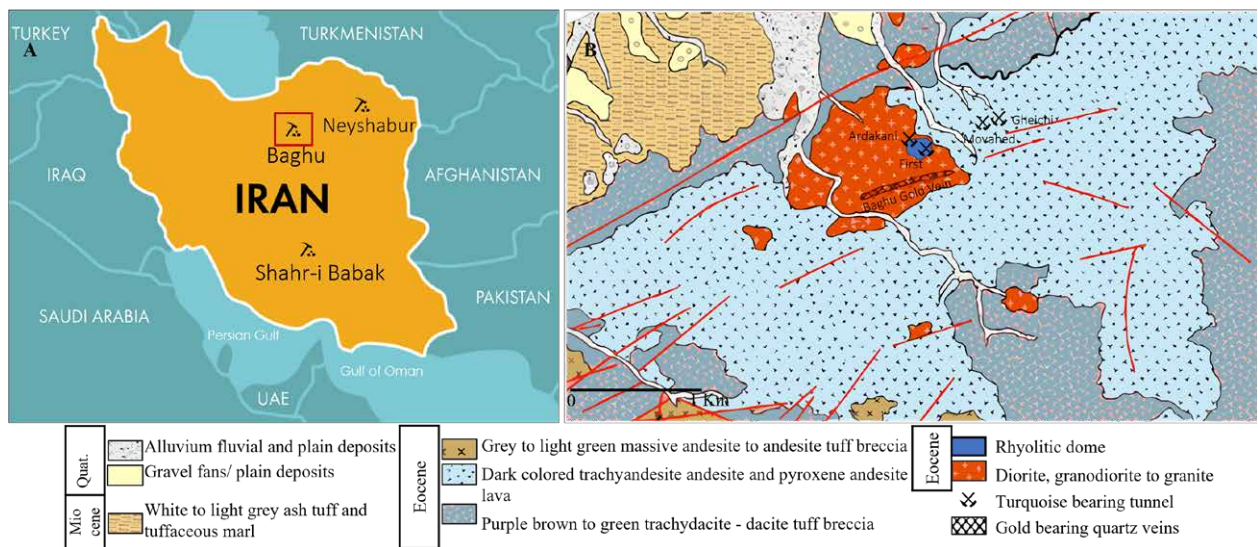 TURKEY
A
TURKMENISTAN
Neyshabur
Baghu
IRAQ
IRAN
AFGHANISTAN
Shahr-i Babak
PAKISTAN
SAUDI ARABIA
Persian Gulf
Gulf of Oman
UAE
B
Gheichi
Movahed
Ardakani
First
Baghu Gold Vein
0 1 Km
Quat.
Alluvium fluvial and plain deposits
Gravel fans/ plain deposits
Mio
cene
White to light grey ash tuff and
tuffaceous marl
Eocene
Grey to light green massive andesite to andesite tuff breccia
Dark colored trachyandesite andesite and pyroxene andesite
lava
Purple brown to green trachydacite - dacite tuff breccia
Eocene
Rhyolitic dome
Diorite, granodiorite to granite
Turquoise bearing tunnel
Gold bearing quartz veins